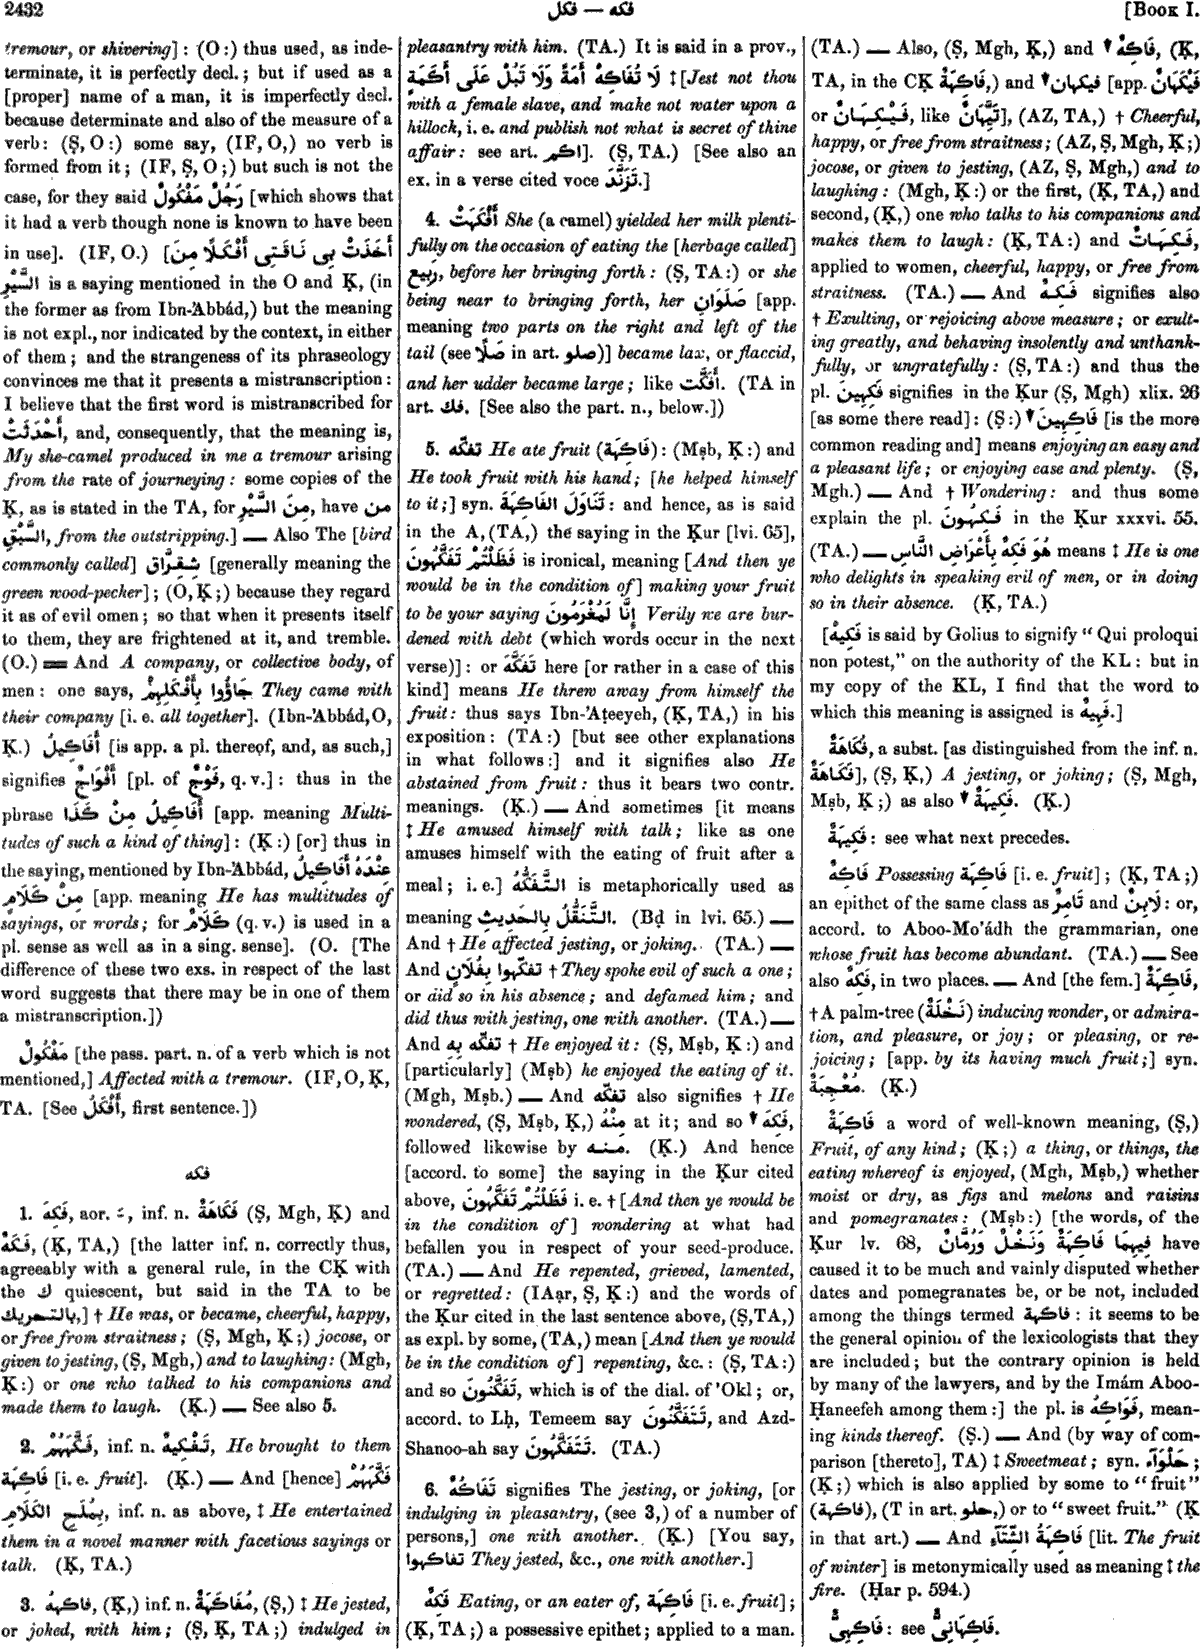 2432
فكل — فكه
[BOOK I.
tremour, or shivering] : (O :) thus used, as inde-
terminate, it is perfectly decl. ; but if used as a
[proper] name of a man, it is imperfectly decl.
because determinate and also of the measure of a
verb : (Ṣ, O :) some say, (IF, O,) no verb is
formed from it ; (IF, Ṣ, O ;) but such is not the
case, for they said رَجُلٌ مَفْكُولٌ [which shows that
it had a verb though none is known to have been
in use]. (IF, O.) [أَخَذَتْ بِى نَاقَتِى أَفْكَلًا مِنَ
السَّيْرِ is a saying mentioned in the O and Ḳ, (in
the former as from Ibn-'Abbád,) but the meaning
is not expl., nor indicated by the context, in either
of them ; and the strangeness of its phraseology
convinces me that it presents a mistranscription :
I believe that the first word is mistranscribed for
أَحْدَثَتْ, and, consequently, that the meaning is,
My she-camel produced in me a tremour arising
from the rate of journeying : some copies of the
Ḳ, as is stated in the TA, for مِنَ السَّيْرِ, have من
السَّبْقِ, from the outstripping.] — Also The [bird
commonly called] شِقِرَّاق [generally meaning the
green wood-pecker] ; (O, Ḳ ;) because they regard
it as of evil omen ; so that when it presents itself
to them, they are frightened at it, and tremble.
(O.) = And A company, or collective body, of
men : one says, جَاؤُوا بِأَفْكَلِهِمْ They came with
their company [i. e. all together]. (Ibn-'Abbád, O,
Ḳ.) أَفَاكِيلُ [is app. a pl. thereof, and, as such,]
signifies أَفْوَاجٌ [pl. of فَوْجٌ, q. v.] : thus in the
phrase أَفَاكِيلُ مِنْ كَذَا [app. meaning Multi-
tudes of such a kind of thing] : (Ḳ :) [or] thus in
the saying, mentioned by Ibn-'Abbád, عِنْدَهُ أَفَاكِيلُ
مِنْ كَلَامٍ [app. meaning He has multitudes of
sayings, or words ; for كَلَامٌ (q. v.) is used in a
pl. sense as well as in a sing. sense]. (O. [The
difference of these two exs. in respect of the last
word suggests that there may be in one of them
a mistranscription.])
مَفْكُولٌ [the pass. part. n. of a verb which is not
mentioned,] Affected with a tremour. (IF, O, Ḳ,
TA. [See أَفْكَلُ, first sentence.])
فكه
1. فَكِهَ, aor. ـَ, inf. n. فَكَاهَةٌ (Ṣ, Mgh, Ḳ) and
فَكَهٌ, (Ḳ, TA,) [the latter inf. n. correctly thus,
agreeably with a general rule, in the CḲ with
the ك quiescent, but said in the TA to be
بالتحريك,] † He was, or became, cheerful, happy,
or free from straitness ; (Ṣ, Mgh, Ḳ ;) jocose, or
given to jesting, (Ṣ, Mgh,) and to laughing : (Mgh,
Ḳ :) or one who talked to his companions and
made them to laugh. (Ḳ.) — See also 5.
2. فَكَّهَهُمْ, inf. n. تَفْكِيهٌ, He brought to them
فَاكِهَة [i. e. fruit]. (Ḳ.) — And [hence] فَكَّهَهُمْ
بِمُلَحِ الكَلَامِ, inf. n. as above, ‡ He entertained
them in a novel manner with facetious sayings or
talk. (Ḳ, TA.)
3. فاكههُ, (Ḳ,) inf. n. مُفَاكَهَةٌ, (Ṣ,) ‡ He jested,
or joked, with him ; (Ṣ, Ḳ, TA ;) indulged in
pleasantry with him. (TA.) It is said in a prov.,
لَا تُفَاكِهْ أَمَةً وَلَا تَبُلْ عَلَى أَكَمَةٍ ‡ [Jest not thou
with a female slave, and make not water upon a
hillock, i. e. and publish not what is secret of thine
affair : see art. اكم]. (Ṣ, TA.) [See also an
ex. in a verse cited voce تَزَنَّدَ.]
4. أَفْكَهَتْ She (a camel) yielded her milk plenti-
fully on the occasion of eating the [herbage called]
رَبِيع, before her bringing forth : (Ṣ, TA :) or she
being near to bringing forth, her صَلَوَانِ [app.
meaning two parts on the right and left of the
tail (see صَلًا in art. صلو)] became lax, or flaccid,
and her udder became large ; like أَفَكَّت. (TA in
art. فك. [See also the part. n., below.])
5. تفكّه He ate fruit (فَاكِهَة) : (Mṣb, Ḳ :) and
He took fruit with his hand ; [he helped himself
to it ;] syn. تَنَاوَلَ الفَاكِهَةَ : and hence, as is said
in the A, (TA,) the saying in the Ḳur [lvi. 65],
فَظَلْتُمْ تَفَكَّهُونَ is ironical, meaning [And then ye
would be in the condition of] making your fruit
to be your saying إِنَّا لَمُغْرَمُونَ Verily we are bur-
dened with debt (which words occur in the next
verse)] : or تَفَكَّهَ here [or rather in a case of this
kind] means He threw away from himself the
fruit : thus says Ibn-'Aṭeeyeh, (Ḳ, TA,) in his
exposition : (TA :) [but see other explanations
in what follows :] and it signifies also He
abstained from fruit : thus it bears two contr.
meanings. (Ḳ.) — And sometimes [it means
‡ He amused himself with talk ; like as one
amuses himself with the eating of fruit after a
meal ; i. e.] التَّفَكُّهُ is metaphorically used as
meaning التَّنَقُّلُ بِالحَدِيثِ. (Bḍ in lvi. 65.) —
And † He affected jesting, or joking. (TA.) —
And تفكّهوا بِفُلَانٍ † They spoke evil of such a one ;
or did so in his absence ; and defamed him ; and
did thus with jesting, one with another. (TA.) —
And تفكّه بِهِ † He enjoyed it : (Ṣ, Mṣb, Ḳ :) and
[particularly] (Mṣb) he enjoyed the eating of it.
(Mgh, Mṣb.) — And تفكّه also signifies † He
wondered, (Ṣ, Mṣb, Ḳ,) مِنْهُ at it ; and so ▾ فَكِهَ,
followed likewise by منه. (Ḳ.) And hence
[accord. to some] the saying in the Ḳur cited
above, فَظَلْتُمْ تَفَكَّهُونَ i. e. † [And then ye would be
in the condition of] wondering at what had
befallen you in respect of your seed-produce.
(TA.) — And He repented, grieved, lamented,
or regretted : (IAạr, Ṣ, Ḳ :) and the words of
the Ḳur cited in the last sentence above, (Ṣ, TA,)
as expl. by some, (TA,) mean [And then ye would
be in the condition of] repenting, &c. : (Ṣ, TA :)
and so تَفَكَّنُونَ, which is of the dial. of 'Okl ; or,
accord. to Lḥ, Temeem say تَتَفَكَّنُونَ, and Azd-
Shanoo-ah say تَتَفَكَّهُونَ. (TA.)
6. تَفَاكُهٌ signifies The jesting, or joking, [or
indulging in pleasantry, (see 3,) of a number of
persons,] one with another. (Ḳ.) [You say,
تفاكهوا They jested, &c., one with another.]
فَكِهٌ Eating, or an eater of, فَاكِهَة [i. e. fruit] ;
(Ḳ, TA ;) a possessive epithet ; applied to a man.
(TA.) — Also, (Ṣ, Mgh, Ḳ,) and ▾ فَاكِهٌ, (Ḳ,
TA, in the CḲ فَاكِهَةٌ,) and ▾ فيكهان [app. فَيْكَهَانٌ
or فَيْكِهَانٌ, like تَيَّهَانٌ], (AZ, TA,) † Cheerful,
happy, or free from straitness ; (AZ, Ṣ, Mgh, Ḳ ;)
jocose, or given to jesting, (AZ, Ṣ, Mgh,) and to
laughing : (Mgh, Ḳ :) or the first, (Ḳ, TA,) and
second, (Ḳ,) one who talks to his companions and
makes them to laugh : (Ḳ, TA :) and فَكِهَاتٌ,
applied to women, cheerful, happy, or free from
straitness. (TA.) — And فَكِهٌ signifies also
† Exulting, or rejoicing above measure ; or exult-
ing greatly, and behaving insolently and unthank-
fully, or ungratefully : (Ṣ, TA :) and thus the
pl. فَكِهِينَ signifies in the Ḳur (Ṣ, Mgh) xlix. 26
[as some there read] : (Ṣ :) ▾ فَاكِهِينَ [is the more
common reading and] means enjoying an easy and
a pleasant life ; or enjoying ease and plenty. (Ṣ,
Mgh.) — And † Wondering : and thus some
explain the pl. فَكِهُونَ in the Ḳur xxxvi. 55.
(TA.) — هُوَ فَكِهٌ بِأَعْرَاضِ النَّاسِ means ‡ He is one
who delights in speaking evil of men, or in doing
so in their absence. (Ḳ, TA.)
[فَكِيهٌ is said by Golius to signify “ Qui proloqui
non potest,” on the authority of the KL : but in
my copy of the KL, I find that the word to
which this meaning is assigned is فَهِيهٌ.]
فُكَاهَةٌ, a subst. [as distinguished from the inf. n.
فَكَاهَةٌ], (Ṣ, Ḳ,) A jesting, or joking ; (Ṣ, Mgh,
Mṣb, Ḳ ;) as also ▾ فَكِيهَةٌ. (Ḳ.)
فَكِيهَةٌ : see what next precedes.
فَاكِهٌ Possessing فَاكِهَة [i. e. fruit] ; (Ḳ, TA ;)
an epithet of the same class as تَامِرٌ and لَابِنٌ : or,
accord. to Aboo-Mo'ádh the grammarian, one
whose fruit has become abundant. (TA.) — See
also فَكِهٌ, in two places. — And [the fem.] فَاكِهَةٌ,
† A palm-tree (نَخْلَةٌ) inducing wonder, or admira-
tion, and pleasure, or joy ; or pleasing, or re-
joicing ; [app. by its having much fruit ;] syn.
مُعْجِبَةٌ. (Ḳ.)
فَاكِهَةٌ a word of well-known meaning, (Ṣ,)
Fruit, of any kind ; (Ḳ ;) a thing, or things, the
eating whereof is enjoyed, (Mgh, Mṣb,) whether
moist or dry, as figs and melons and raisins
and pomegranates : (Mṣb :) [the words, of the
Ḳur lv. 68, فِيهِمَا فَاكِهَةٌ وَنَخْلٌ وَرُمَّانٌ have
caused it to be much and vainly disputed whether
dates and pomegranates be, or be not, included
among the things termed فاكهة : it seems to be
the general opinion of the lexicologists that they
are included ; but the contrary opinion is held
by many of the lawyers, and by the Imám Aboo-
Ḥaneefeh among them :] the pl. is فَوَاكِهُ, mean-
ing kinds thereof. (Ṣ.) — And (by way of com-
parison [thereto], TA) ‡ Sweetmeat ; syn. حَلْوَآء ;
(Ḳ ;) which is also applied by some to “ fruit”
(فاكهة), (T in art. حلو,) or to “ sweet fruit.” (Ḳ
in that art.) — And فَاكِهَةُ الشِّتَآءِ [lit. The fruit
of winter] is metonymically used as meaning ‡ the
fire. (Ḥar p. 594.)
فَاكِهِىٌّ : see فَاكِهَانِىٌّ.